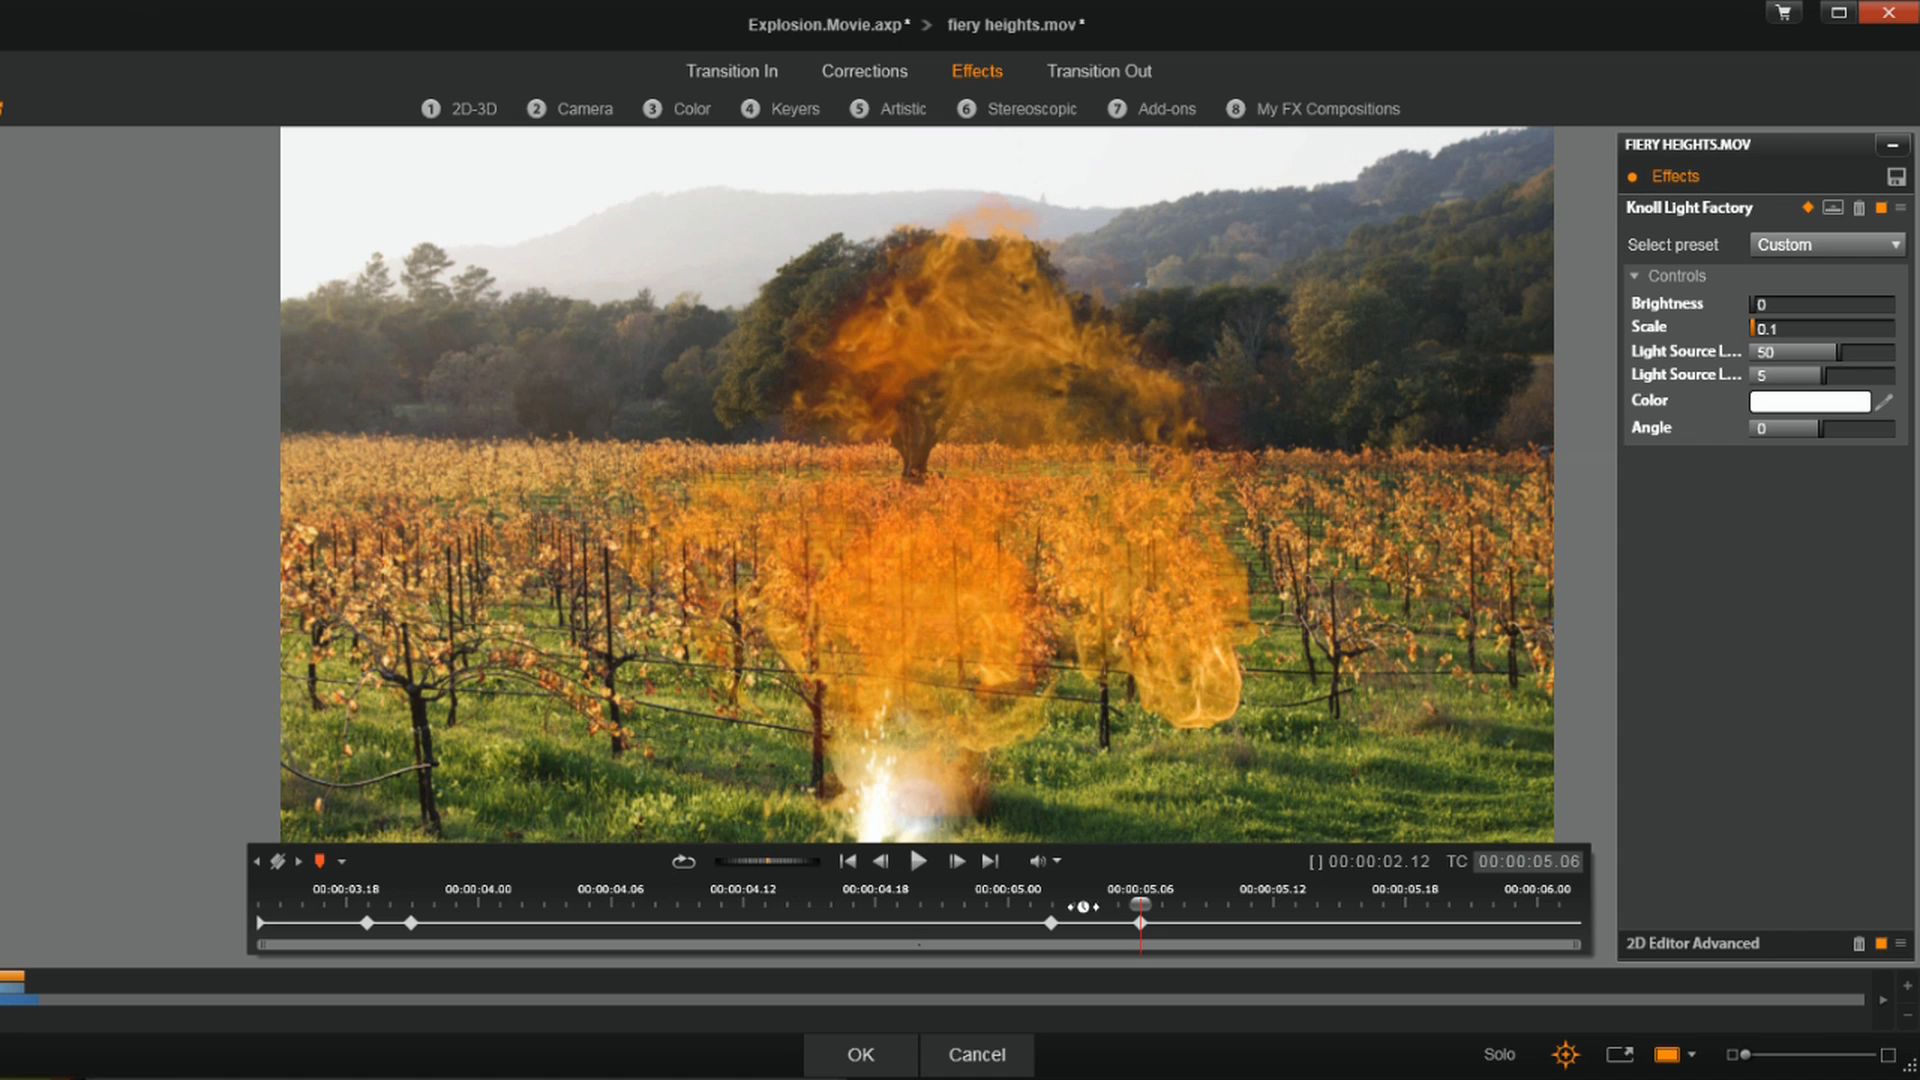 Explosion.Movie.axp* > fiery heights.mov*
Transition In Corrections Effects Transition Out
1 2D-3D 2 Camera 3 Color 4 Keyers 5 Artistic 6 Stereoscopic 7 Add-ons 8 My FX Compositions
FIERY HEIGHTS.MOV
Effects
Knoll Light Factory
Select preset Custom
Controls
Brightness 0
Scale 0.1
Light Source L... 50
Light Source L... 5
Color
Angle 0
[ ] 00:00:02.12 TC 00:00:05.06
00:00:03.18 00:00:04.00 00:00:04.06 00:00:04.12 00:00:04.18 00:00:05.00 00:00:05.06 00:00:05.12 00:00:05.18 00:00:06.00
2D Editor Advanced
OK Cancel Solo